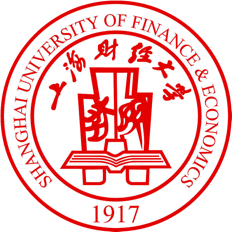 SHANGHAI UNIVERSITY OF FINANCE & ECONOMICS
上海财经大学
1917